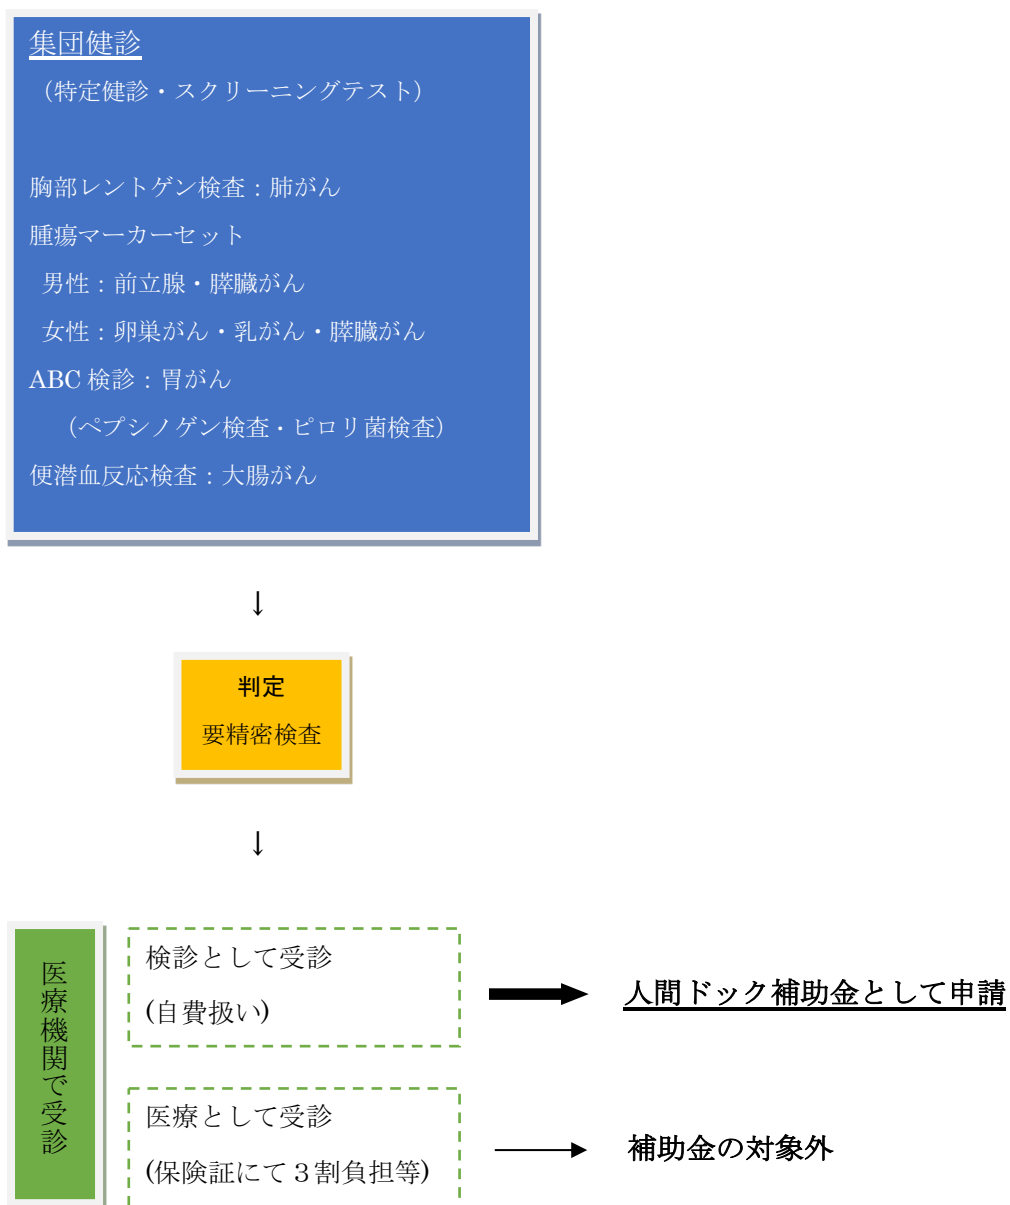 集団健診
（特定健診・スクリーニングテスト）
胸部レントゲン検査：肺がん
腫瘍マーカーセット
男性：前立腺・膵臓がん
女性：卵巣がん・乳がん・膵臓がん
ABC 検診：胃がん
（ペプシノゲン検査・ピロリ菌検査）
便潜血反応検査：大腸がん
↓
判定
要精密検査
↓
医療機関で受診
検診として受診
(自費扱い)
人間ドック補助金として申請
医療として受診
(保険証にて３割負担等)
補助金の対象外